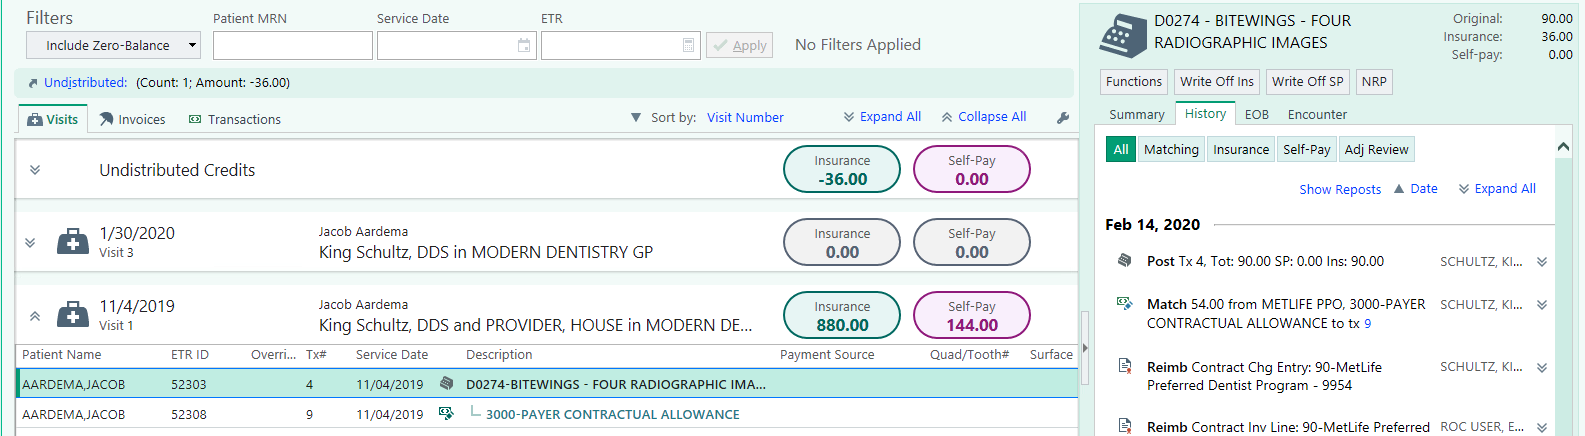 Filters
Patient MRN
Service Date
ETR
Include Zero-Balance
Apply
No Filters Applied
Undistributed: (Count: 1; Amount: -36.00)
Visits
Invoices
Transactions
Sort by: Visit Number
Expand All
Collapse All
Undistributed Credits
Insurance
-36.00
Self-Pay
0.00
1/30/2020
Visit 3
Jacob Aardema
King Schultz, DDS in MODERN DENTISTRY GP
Insurance
0.00
Self-Pay
0.00
11/4/2019
Visit 1
Jacob Aardema
King Schultz, DDS and PROVIDER, HOUSE in MODERN DE...
Insurance
880.00
Self-Pay
144.00
Patient Name ETR ID Overri... Tx# Service Date Description Payment Source Quad/Tooth# Surface
AARDEMA,JACOB 52303 4 11/04/2019 D0274-BITEWINGS - FOUR RADIOGRAPHIC IMA...
AARDEMA,JACOB 52308 9 11/04/2019 3000-PAYER CONTRACTUAL ALLOWANCE
D0274 - BITEWINGS - FOUR
RADIOGRAPHIC IMAGES
Original: 90.00
Insurance: 36.00
Self-pay: 0.00
Functions
Write Off Ins
Write Off SP
NRP
Summary
History
EOB
Encounter
All
Matching
Insurance
Self-Pay
Adj Review
Show Reposts
Date
Expand All
Feb 14, 2020
Post Tx 4, Tot: 90.00 SP: 0.00 Ins: 90.00 SCHULTZ, KI...
Match 54.00 from METLIFE PPO, 3000-PAYER SCHULTZ, KI...
CONTRACTUAL ALLOWANCE to tx 9
Reimb Contract Chg Entry: 90-MetLife SCHULTZ, KI...
Preferred Dentist Program - 9954
Reimb Contract Inv Line: 90-MetLife Preferred ROC USER, E...